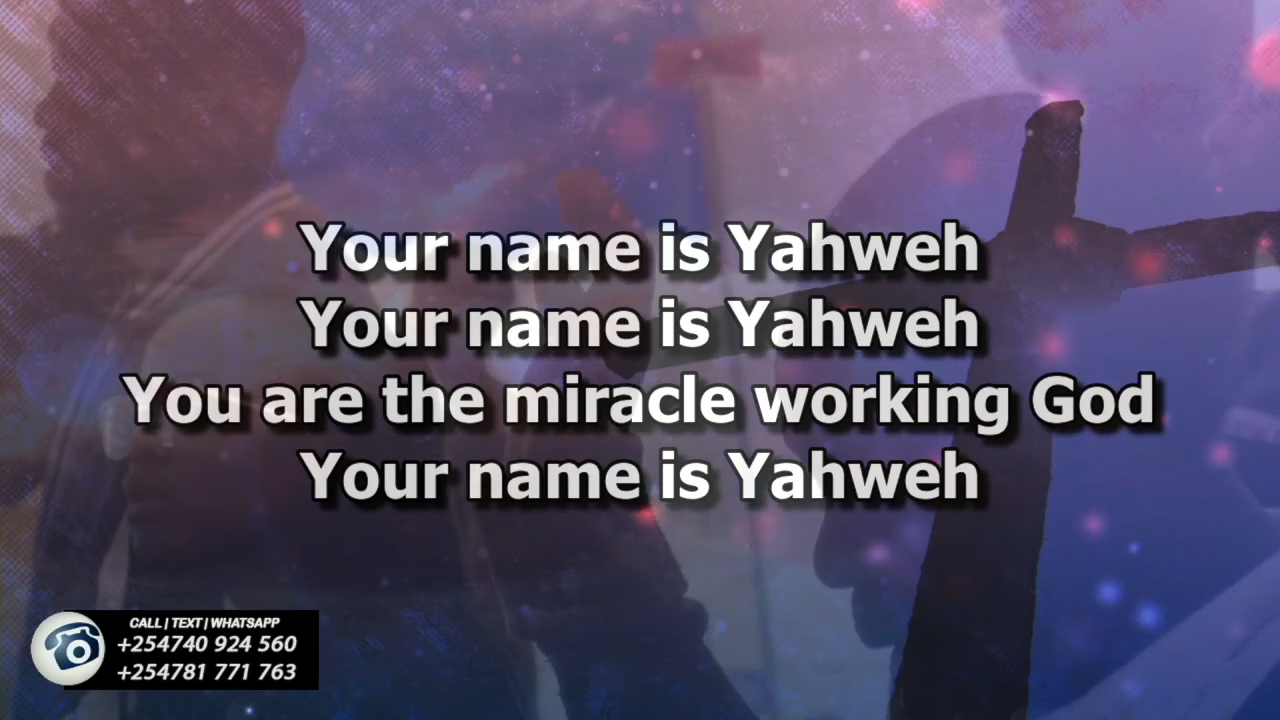 Your name is Yahweh
Your name is Yahweh
You are the miracle working God
Your name is Yahweh
CALL | TEXT | WHATSAPP
+254740 924 560
+254781 771 763